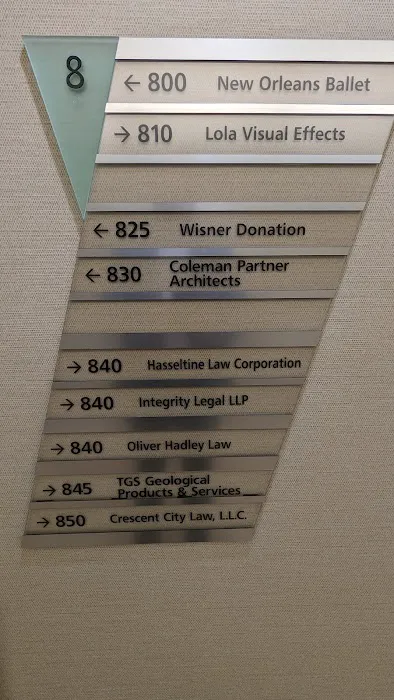 8
← 800 New Orleans Ballet
→ 810 Lola Visual Effects
← 825 Wisner Donation
← 830 Coleman Partner
Architects
→ 840 Hasseltine Law Corporation
→ 840 Integrity Legal LLP
→ 840 Oliver Hadley Law
→ 845 TGS Geological
Products & Services
→ 850 Crescent City Law, L.L.C.